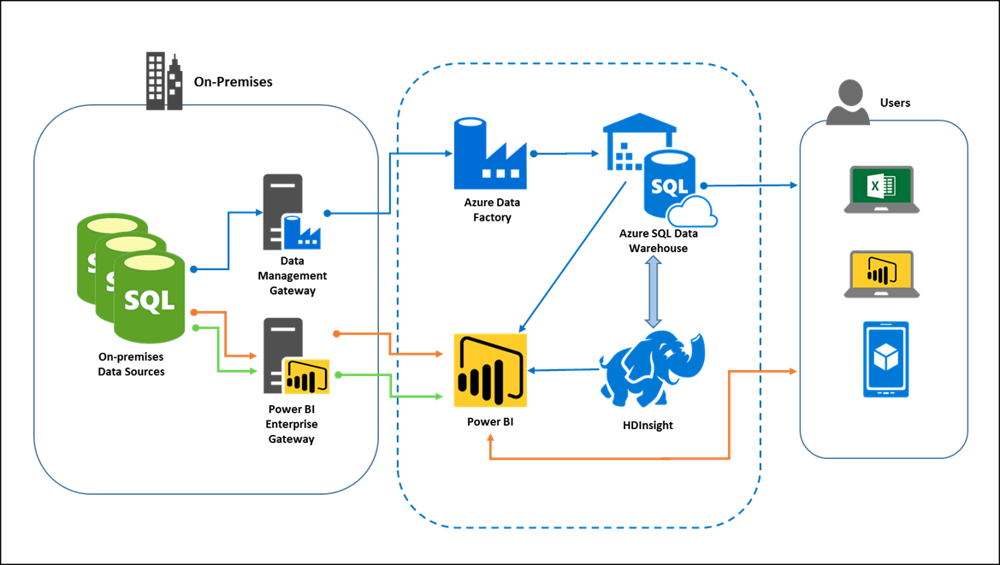 On-Premises
Users
SQL
S
S
SQL
On-premises
Data Sources
Data
Management
Gateway
Power BI
Enterprise
Gateway
Azure Data
Factory
SQL
Azure SQL Data
Warehouse
Power BI
HDInsight
X